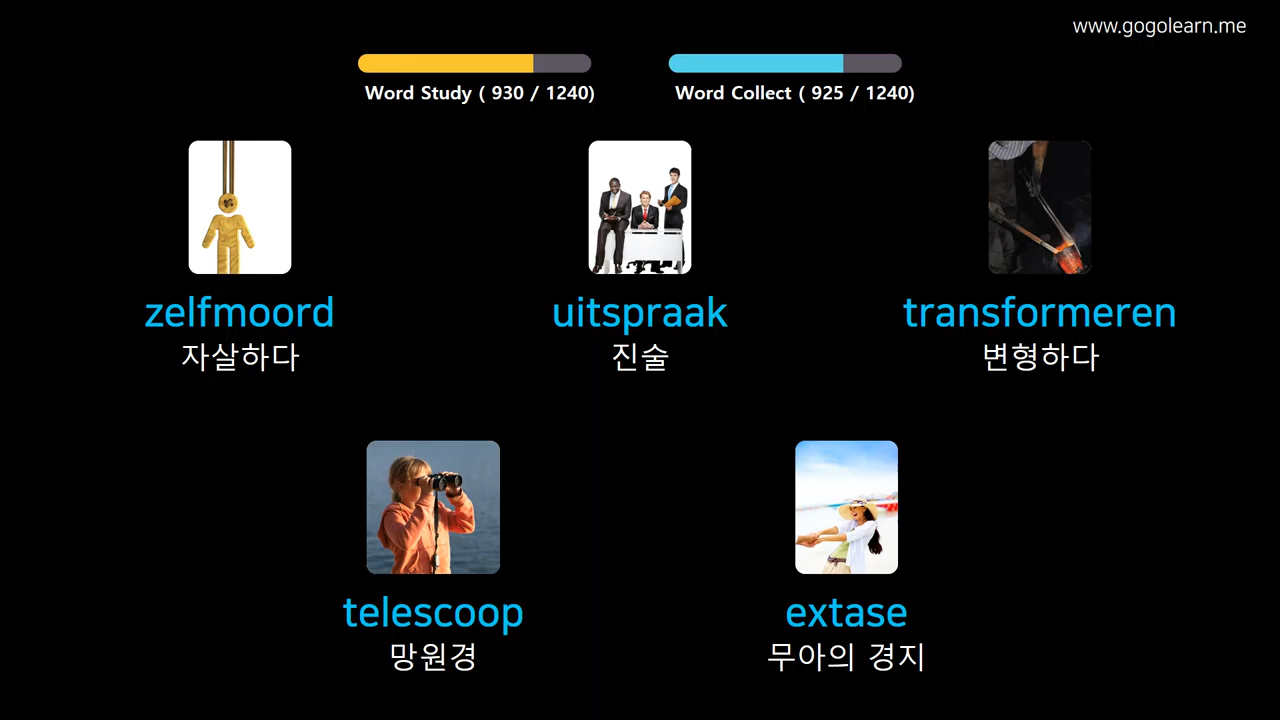 www.gogolearn.me
Word Study ( 930 / 1240)
Word Collect ( 925 / 1240)
zelfmoord
자살하다
uitspraak
진술
transformeren
변형하다
telescoop
망원경
extase
무아의 경지